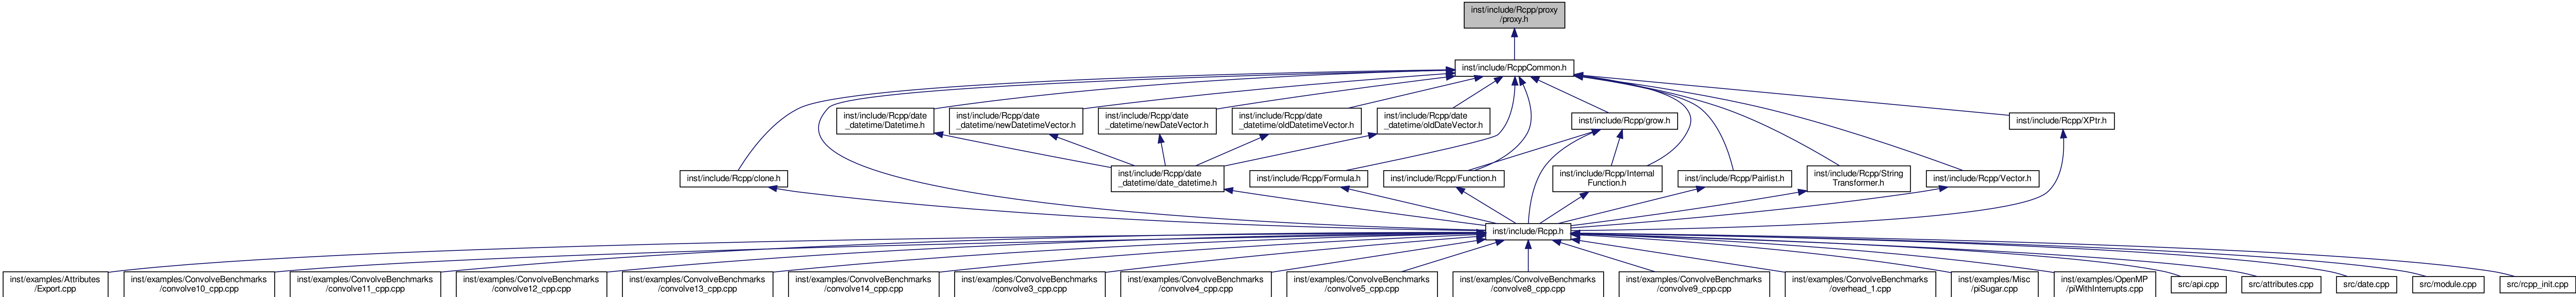 inst/include/Rcpp/proxy
/proxy.h
inst/include/RcppCommon.h
inst/include/Rcpp/date
_datetime/Datetime.h
inst/include/Rcpp/date
_datetime/newDatetimeVector.h
inst/include/Rcpp/date
_datetime/newDateVector.h
inst/include/Rcpp/date
_datetime/oldDatetimeVector.h
inst/include/Rcpp/date
_datetime/oldDateVector.h
inst/include/Rcpp/grow.h
inst/include/Rcpp/XPtr.h
inst/include/Rcpp/clone.h
inst/include/Rcpp/date
_datetime/date_datetime.h
inst/include/Rcpp/Formula.h
inst/include/Rcpp/Function.h
inst/include/Rcpp/Internal
Function.h
inst/include/Rcpp/Pairlist.h
inst/include/Rcpp/String
Transformer.h
inst/include/Rcpp/Vector.h
inst/include/Rcpp.h
inst/examples/Attributes
/Export.cpp
inst/examples/ConvolveBenchmarks
/convolve10_cpp.cpp
inst/examples/ConvolveBenchmarks
/convolve11_cpp.cpp
inst/examples/ConvolveBenchmarks
/convolve12_cpp.cpp
inst/examples/ConvolveBenchmarks
/convolve13_cpp.cpp
inst/examples/ConvolveBenchmarks
/convolve14_cpp.cpp
inst/examples/ConvolveBenchmarks
/convolve3_cpp.cpp
inst/examples/ConvolveBenchmarks
/convolve4_cpp.cpp
inst/examples/ConvolveBenchmarks
/convolve5_cpp.cpp
inst/examples/ConvolveBenchmarks
/convolve8_cpp.cpp
inst/examples/ConvolveBenchmarks
/convolve9_cpp.cpp
inst/examples/ConvolveBenchmarks
/overhead_1.cpp
inst/examples/Misc
/piSugar.cpp
inst/examples/OpenMP
/piWithInterrupts.cpp
src/api.cpp
src/attributes.cpp
src/date.cpp
src/module.cpp
src/rcpp_init.cpp